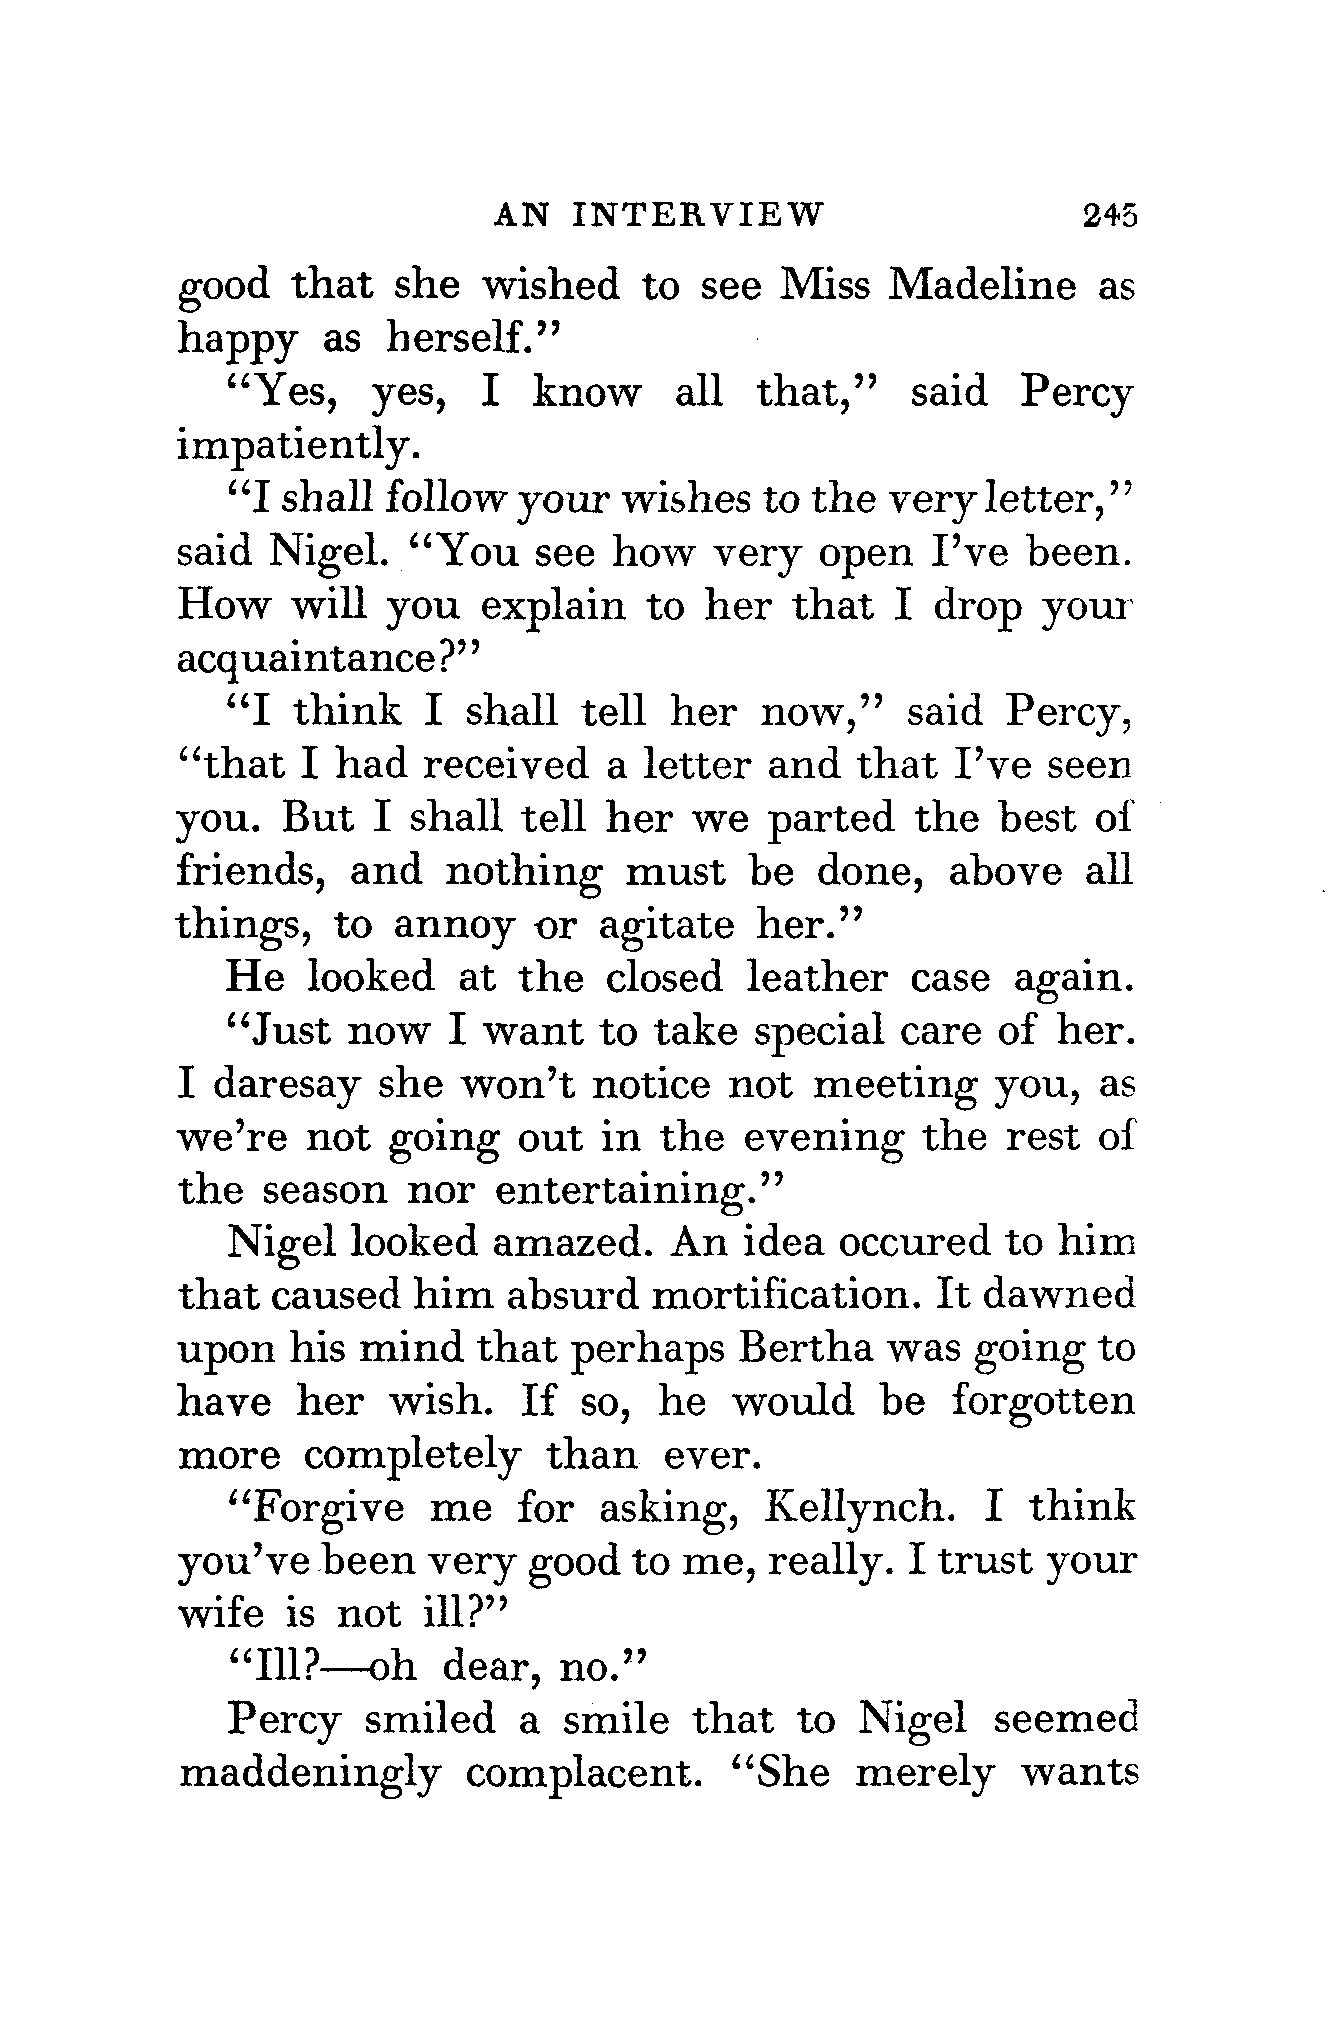 AN INTERVIEW 245
good that she wished to see Miss Madeline as
happy as herself."
"Yes, yes, I know all that," said Percy
impatiently.
"I shall follow your wishes to the very letter,"
said Nigel. "You see how very open I've been.
How will you explain to her that I drop your
acquaintance?"
"I think I shall tell her now," said Percy,
"that I had received a letter and that I've seen
you. But I shall tell her we parted the best of
friends, and nothing must be done, above all
things, to annoy or agitate her."
He looked at the closed leather case again.
"Just now I want to take special care of her.
I daresay she won't notice not meeting you, as
we're not going out in the evening the rest of
the season nor entertaining."
Nigel looked amazed. An idea occured to him
that caused him absurd mortification. It dawned
upon his mind that perhaps Bertha was going to
have her wish. If so, he would be forgotten
more completely than ever.
"Forgive me for asking, Kellynch. I think
you've been very good to me, really. I trust your
wife is not ill?"
"Ill?—oh dear, no."
Percy smiled a smile that to Nigel seemed
maddeningly complacent. "She merely wants